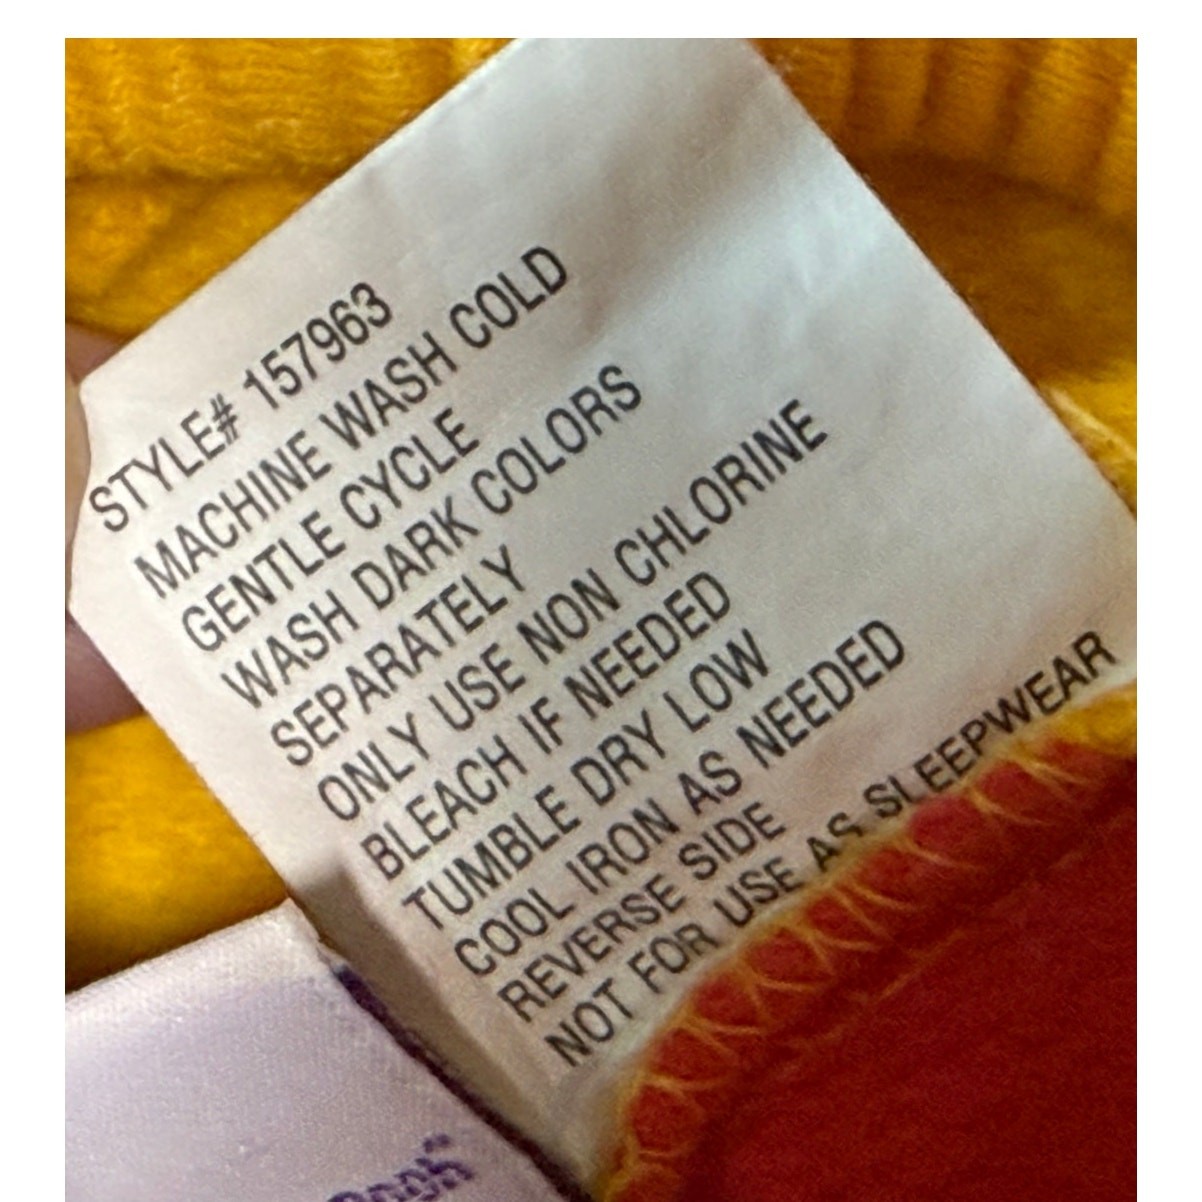 STYLE# 157963
MACHINE WASH COLD
GENTLE CYCLE
WASH DARK COLORS
SEPARATELY
ONLY USE NON CHLORINE
BLEACH IF NEEDED
TUMBLE DRY LOW
COOL IRON AS NEEDED
REVERSE SIDE
NOT FOR USE AS SLEEPWEAR